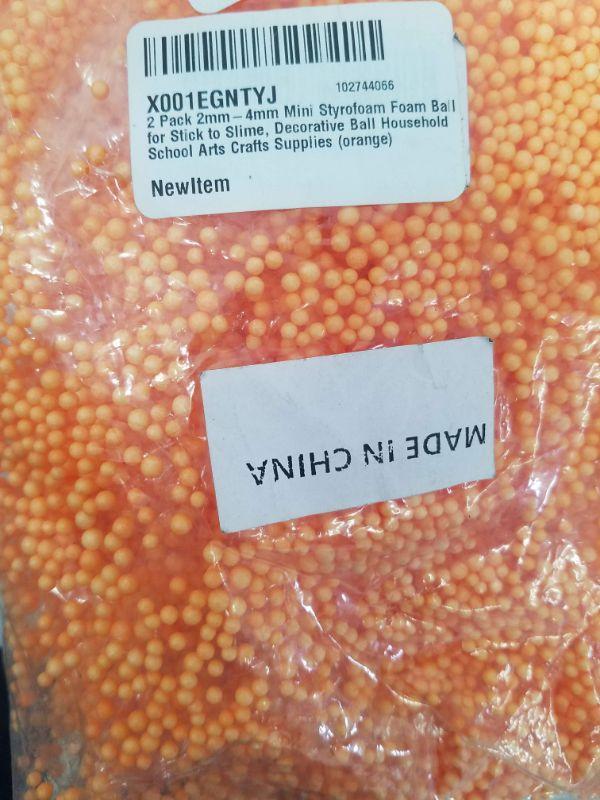 X001EGNTYJ
102744066
2 Pack 2mm-4mm Mini Styrofoam Foam Ball
for Stick to Slime, Decorative Ball Household
School Arts Crafts Supplies (orange)
NewItem
MADE IN CHINA